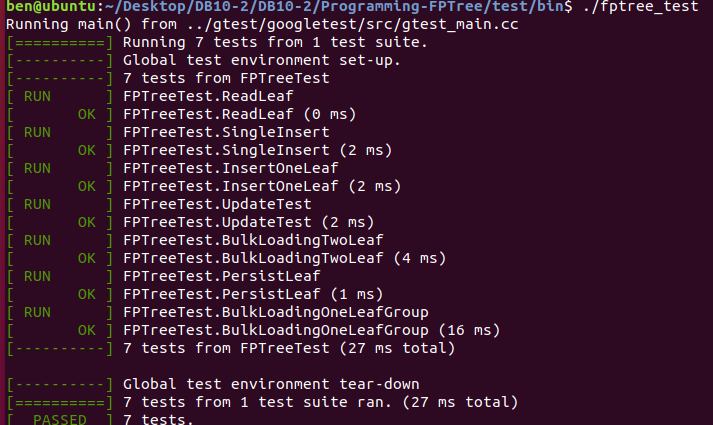 ben@ubuntu:~/Desktop/DB10-2/DB10-2/Programming-FPTree/test/bin$ ./fptree_test
Running main() from ../gtest/googletest/src/gtest_main.cc
[==========] Running 7 tests from 1 test suite.
[----------] Global test environment set-up.
[----------] 7 tests from FPTreeTest
[ RUN      ] FPTreeTest.ReadLeaf
[       OK ] FPTreeTest.ReadLeaf (0 ms)
[ RUN      ] FPTreeTest.SingleInsert
[       OK ] FPTreeTest.SingleInsert (2 ms)
[ RUN      ] FPTreeTest.InsertOneLeaf
[       OK ] FPTreeTest.InsertOneLeaf (2 ms)
[ RUN      ] FPTreeTest.UpdateTest
[       OK ] FPTreeTest.UpdateTest (2 ms)
[ RUN      ] FPTreeTest.BulkLoadingTwoLeaf
[       OK ] FPTreeTest.BulkLoadingTwoLeaf (4 ms)
[ RUN      ] FPTreeTest.PersistLeaf
[       OK ] FPTreeTest.PersistLeaf (1 ms)
[ RUN      ] FPTreeTest.BulkLoadingOneLeafGroup
[       OK ] FPTreeTest.BulkLoadingOneLeafGroup (16 ms)
[----------] 7 tests from FPTreeTest (27 ms total)
[----------] Global test environment tear-down
[==========] 7 tests from 1 test suite ran. (27 ms total)
[  PASSED  ] 7 tests.